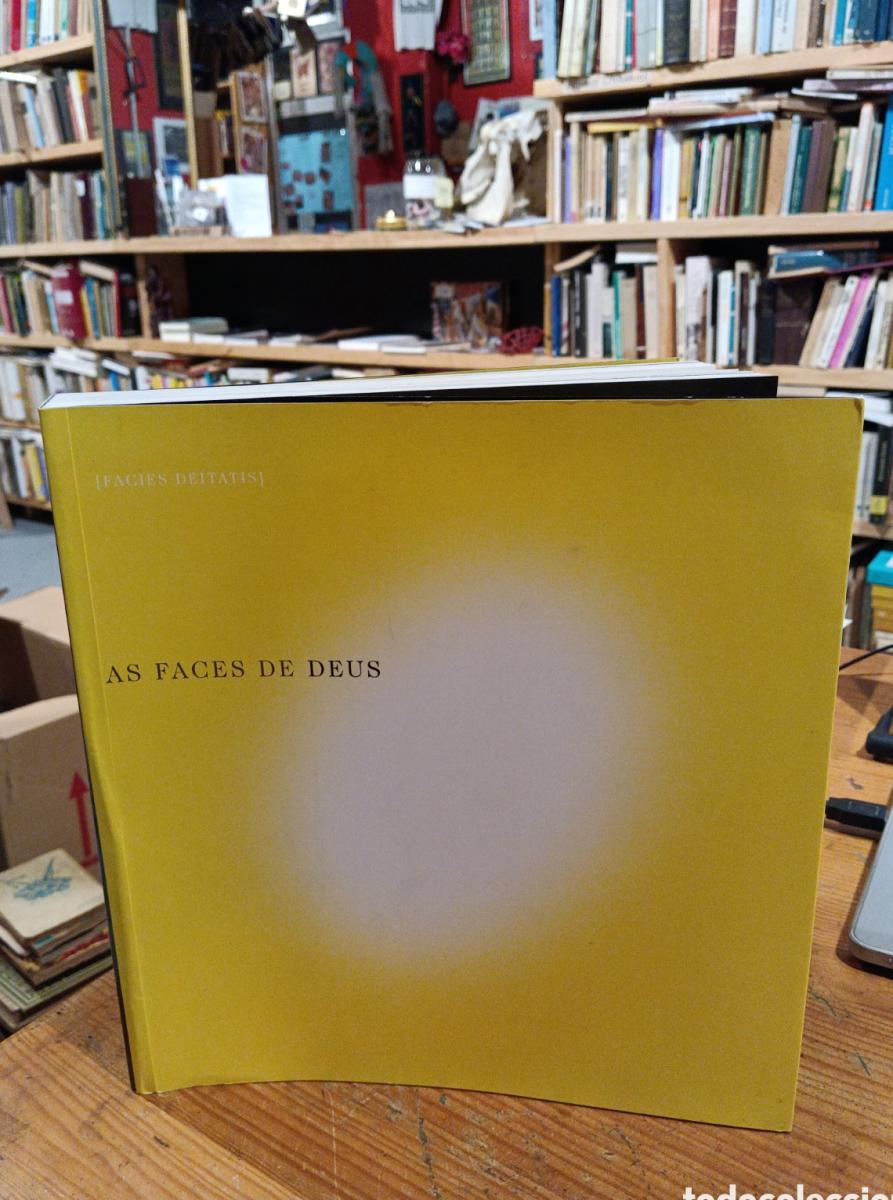 [FACIES DEITATIS]
AS FACES DE DEUS